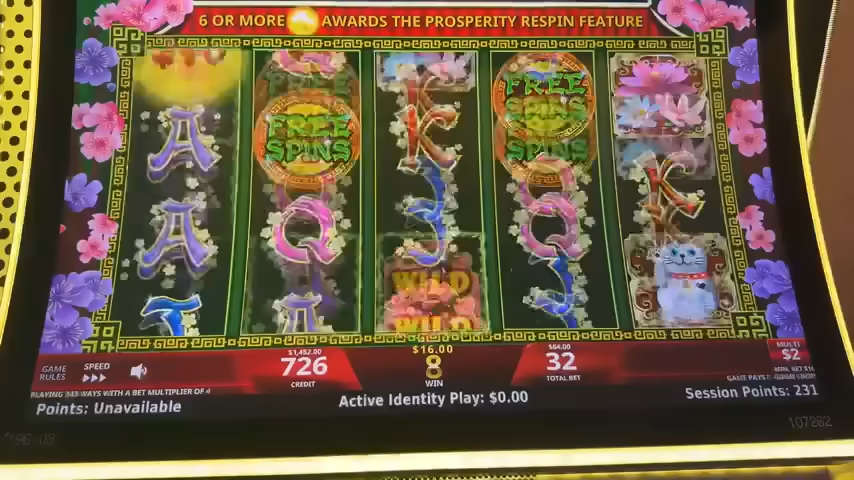 6 OR MORE AWARDS THE PROSPERITY RESPIN FEATURE
FREE SPINS
FREE SPINS
A
K
A
Q
J
Q
K
J
WILD
WILD
GAME RULES
SPEED
$1,452.00
726
CREDIT
$16.00
8
WIN
$64.00
32
TOTAL BET
MULTI
$2
PLAYING 243 WAYS WITH A BET MULTIPLIER OF 4
Points: Unavailable
Active Identity Play: $0.00
Session Points: 231
107262